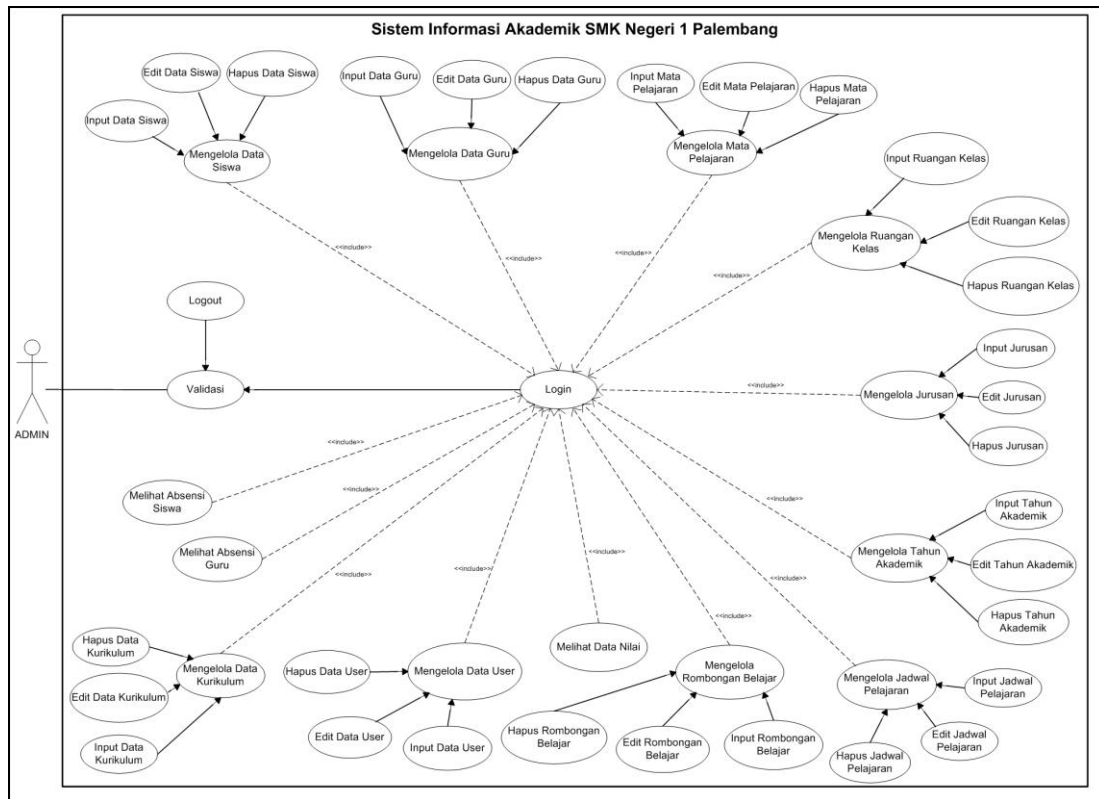 Sistem Informasi Akademik SMK Negeri 1 Palembang
Edit Data Siswa
Hapus Data Siswa
Input Data Siswa
Mengelola Data
Siswa
Input Data Guru
Edit Data Guru
Hapus Data Guru
Mengelola Data Guru
Input Mata
Pelajaran
Edit Mata Pelajaran
Hapus Mata
Pelajaran
Mengelola Mata
Pelajaran
Input Ruangan Kelas
Edit Ruangan Kelas
Mengelola Ruangan
Kelas
Hapus Ruangan Kelas
<<include>>
<<include>>
<<include>>
<<include>>
Logout
Validasi
Login
ADMIN
<<include>>
Input Jurusan
Mengelola Jurusan
Edit Jurusan
Hapus Jurusan
<<include>>
Melihat Absensi
Siswa
<<include>>
Melihat Absensi
Guru
<<include>>
<<include>>
<<include>>
<<include>>
<<include>>
<<include>>
Input Tahun
Akademik
Mengelola Tahun
Akademik
Edit Tahun Akademik
Hapus Tahun
Akademik
Hapus Data
Kurikulum
Mengelola Data
Kurikulum
Edit Data Kurikulum
Input Data
Kurikulum
Hapus Data User
Mengelola Data User
Edit Data User
Input Data User
Melihat Data Nilai
Mengelola
Rombongan Belajar
Hapus Rombongan
Belajar
Edit Rombongan
Belajar
Input Rombongan
Belajar
Mengelola Jadwal
Pelajaran
Input Jadwal
Pelajaran
Edit Jadwal
Pelajaran
Hapus Jadwal
Pelajaran
<<include>>